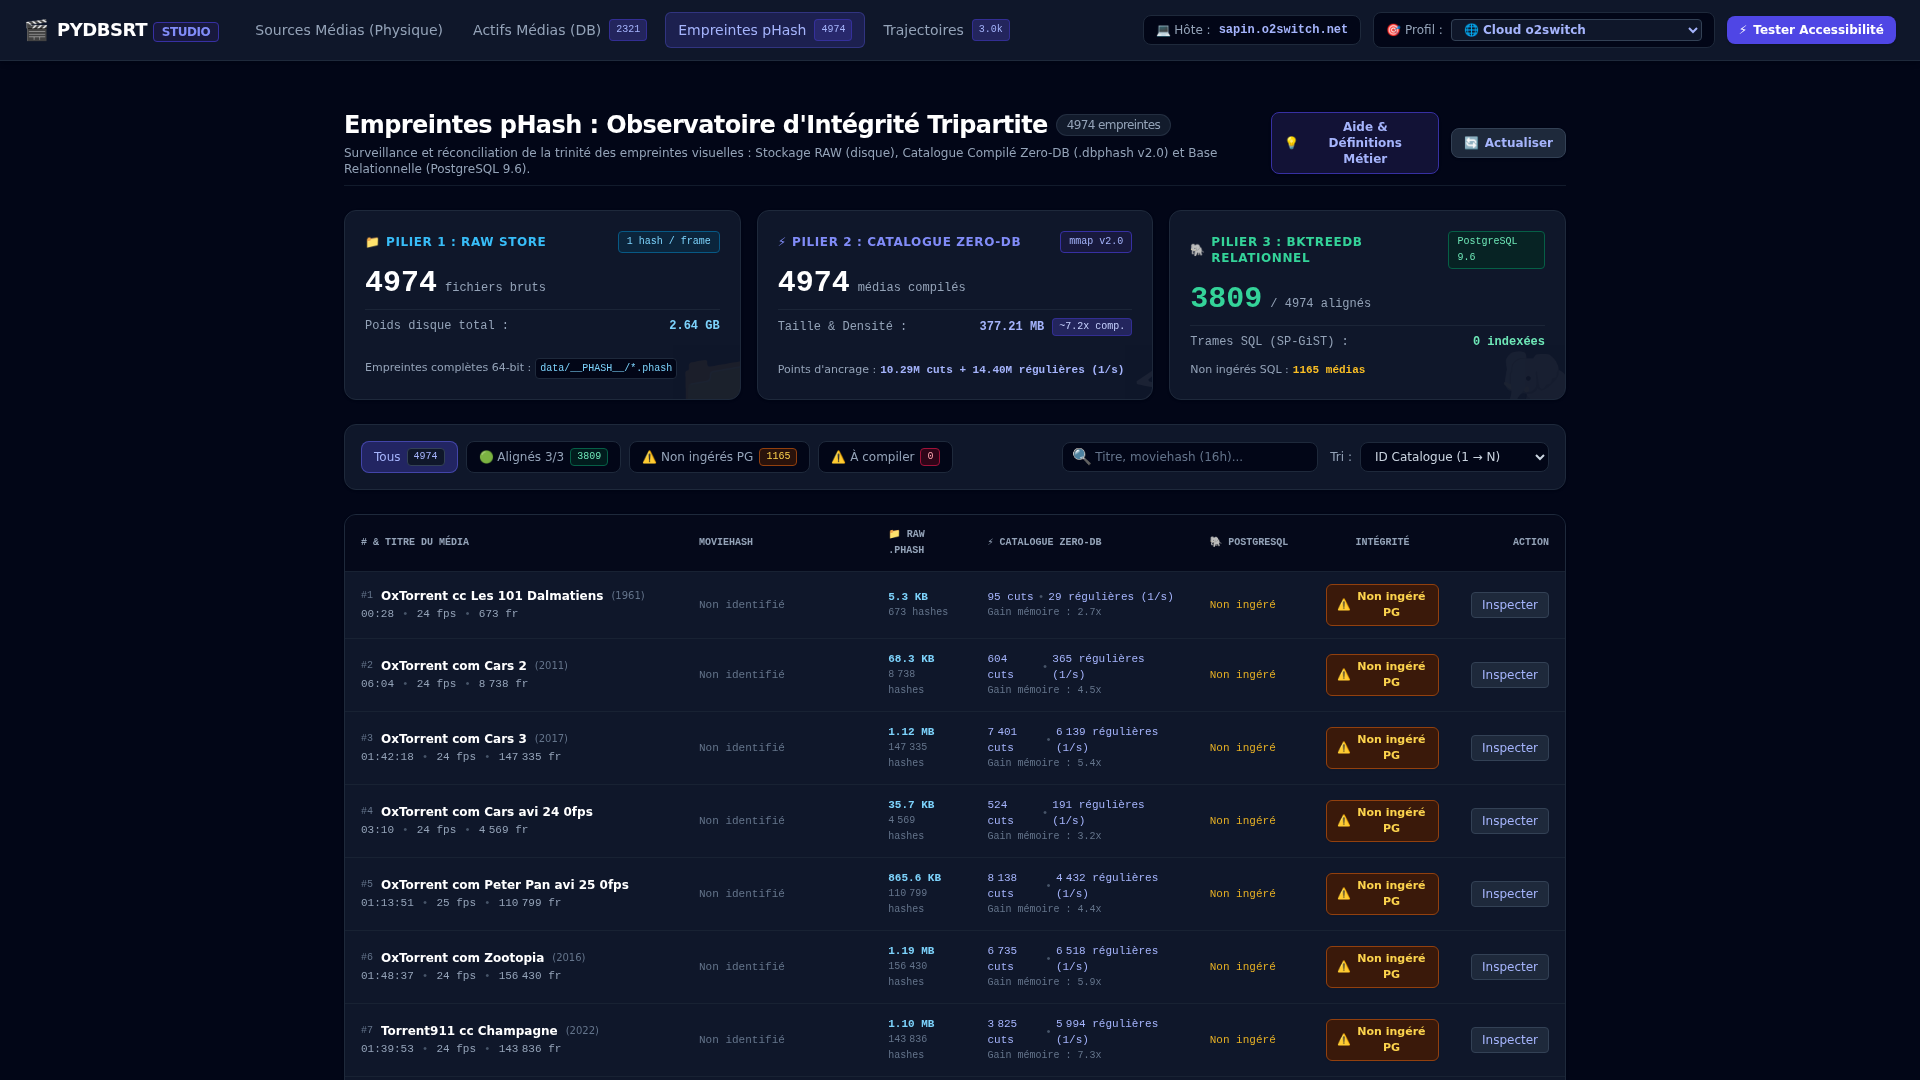 🎬 PYDBSRT STUDIO
Sources Médias (Physique)
Actifs Médias (DB) 2321
Empreintes pHash 4974
Trajectoires 3.0k
💻 Hôte : sapin.o2switch.net
🎯 Profil : 🌐 Cloud o2switch
⚡ Tester Accessibilité
Empreintes pHash : Observatoire d'Intégrité Tripartite 4974 empreintes
Surveillance et réconciliation de la trinité des empreintes visuelles : Stockage RAW (disque), Catalogue Compilé Zero-DB (.dbphash v2.0) et Base
Relationnelle (PostgreSQL 9.6).
💡 Aide &
Définitions
Métier
🔄 Actualiser
📁 PILIER 1 : RAW STORE 1 hash / frame
4974 fichiers bruts
Poids disque total : 2.64 GB
Empreintes complètes 64-bit : data/__PHASH__/*.phash
⚡ PILIER 2 : CATALOGUE ZERO-DB mmap v2.0
4974 médias compilés
Taille & Densité : 377.21 MB ~7.2x comp.
Points d'ancrage : 10.29M cuts + 14.40M régulières (1/s)
🐘 PILIER 3 : BKTREEDB
RELATIONNEL
PostgreSQL
9.6
3809 / 4974 alignés
Trames SQL (SP-GiST) : 0 indexées
Non ingérés SQL : 1165 médias
Tous 4974
🟢 Alignés 3/3 3809
⚠️ Non ingérés PG 1165
⚠️ À compiler 0
🔍 Titre, moviehash (16h)...
Tri : ID Catalogue (1 → N)
# & TITRE DU MÉDIA
MOVIEHASH
📁 RAW
.PHASH
⚡ CATALOGUE ZERO-DB
🐘 POSTGRESQL
INTÉGRITÉ
ACTION
#1 OxTorrent cc Les 101 Dalmatiens (1961)
00:28 • 24 fps • 673 fr
Non identifié
5.3 KB
673 hashes
95 cuts • 29 régulières (1/s)
Gain mémoire : 2.7x
Non ingéré
⚠️ Non ingéré
PG
Inspecter
#2 OxTorrent com Cars 2 (2011)
06:04 • 24 fps • 8 738 fr
Non identifié
68.3 KB
8 738
hashes
604
cuts
• 365 régulières
(1/s)
Gain mémoire : 4.5x
Non ingéré
⚠️ Non ingéré
PG
Inspecter
#3 OxTorrent com Cars 3 (2017)
01:42:18 • 24 fps • 147 335 fr
Non identifié
1.12 MB
147 335
hashes
7 401
cuts
• 6 139 régulières
(1/s)
Gain mémoire : 5.4x
Non ingéré
⚠️ Non ingéré
PG
Inspecter
#4 OxTorrent com Cars avi 24 0fps
03:10 • 24 fps • 4 569 fr
Non identifié
35.7 KB
4 569
hashes
524
cuts
• 191 régulières
(1/s)
Gain mémoire : 3.2x
Non ingéré
⚠️ Non ingéré
PG
Inspecter
#5 OxTorrent com Peter Pan avi 25 0fps
01:13:51 • 25 fps • 110 799 fr
Non identifié
865.6 KB
110 799
hashes
8 138
cuts
• 4 432 régulières
(1/s)
Gain mémoire : 4.4x
Non ingéré
⚠️ Non ingéré
PG
Inspecter
#6 OxTorrent com Zootopia (2016)
01:48:37 • 24 fps • 156 430 fr
Non identifié
1.19 MB
156 430
hashes
6 735
cuts
• 6 518 régulières
(1/s)
Gain mémoire : 5.9x
Non ingéré
⚠️ Non ingéré
PG
Inspecter
#7 Torrent911 cc Champagne (2022)
01:39:53 • 24 fps • 143 836 fr
Non identifié
1.10 MB
143 836
hashes
3 825
cuts
• 5 994 régulières
(1/s)
Gain mémoire : 7.3x
Non ingéré
⚠️ Non ingéré
PG
Inspecter